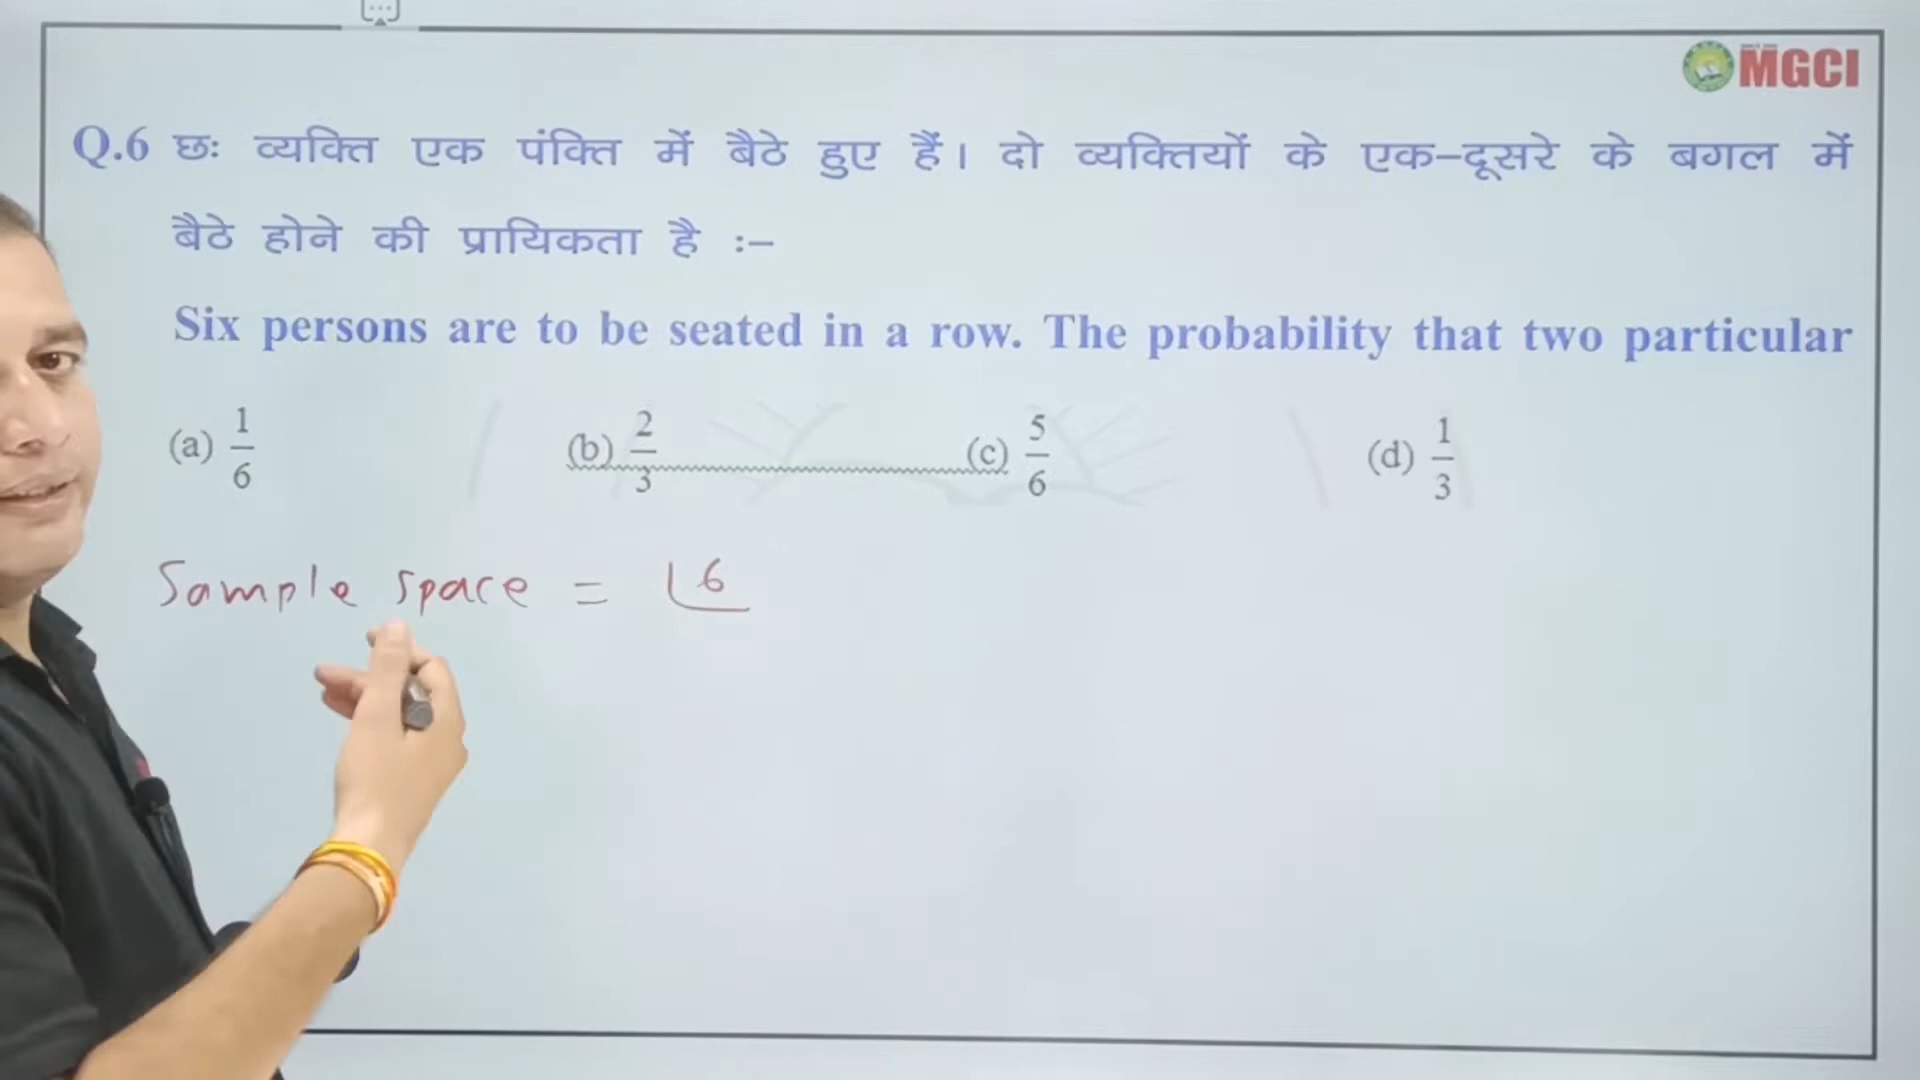 MGCI
Q.6 छः व्यक्ति एक पंक्ति में बैठे हुए हैं। दो व्यक्तियों के एक-दूसरे के बगल में
बैठे होने की प्रायिकता है :-
Six persons are to be seated in a row. The probability that two particular
(a) 1/6 (b) 2/3 (c) 5/6 (d) 1/3
Sample space = ⌊6